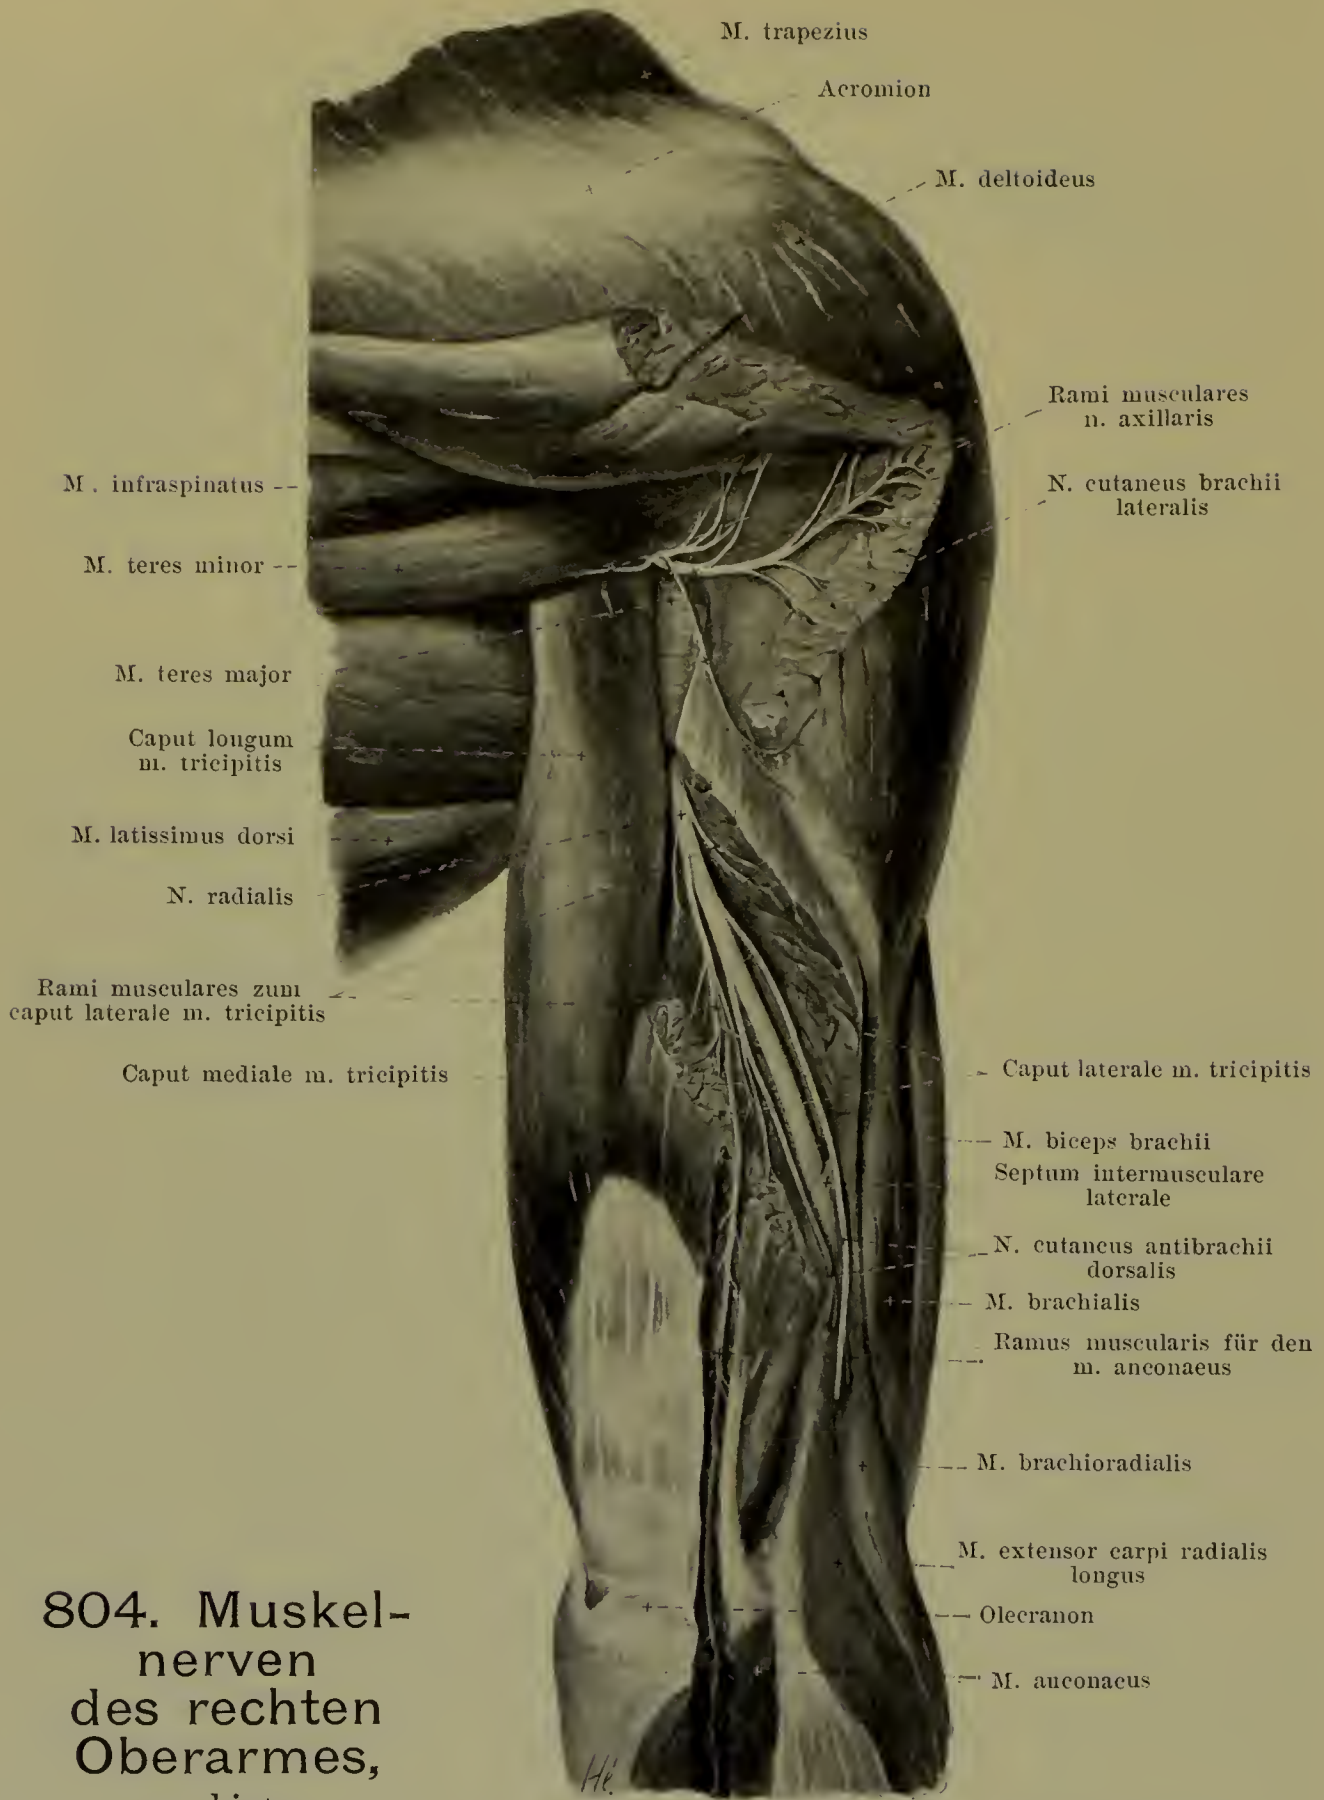 M. trapezius
Acromion
M. deltoideus
Rami musculares
n. axillaris
N. cutaneus brachii
lateralis
M. infraspinatus
M. teres minor
M. teres major
Caput longum
m. tricipitis
M. latissimus dorsi
N. radialis
Rami musculares zum
caput laterale m. tricipitis
Caput mediale m. tricipitis
Caput laterale m. tricipitis
M. biceps brachii
Septum intermusculare
laterale
N. cutaneus antibrachii
dorsalis
M. brachialis
Ramus muscularis für den
m. anconaeus
M. brachioradialis
M. extensor carpi radialis
longus
Olecranon
M. anconaeus
804. Muskel-
nerven
des rechten
Oberarmes,
Hé.